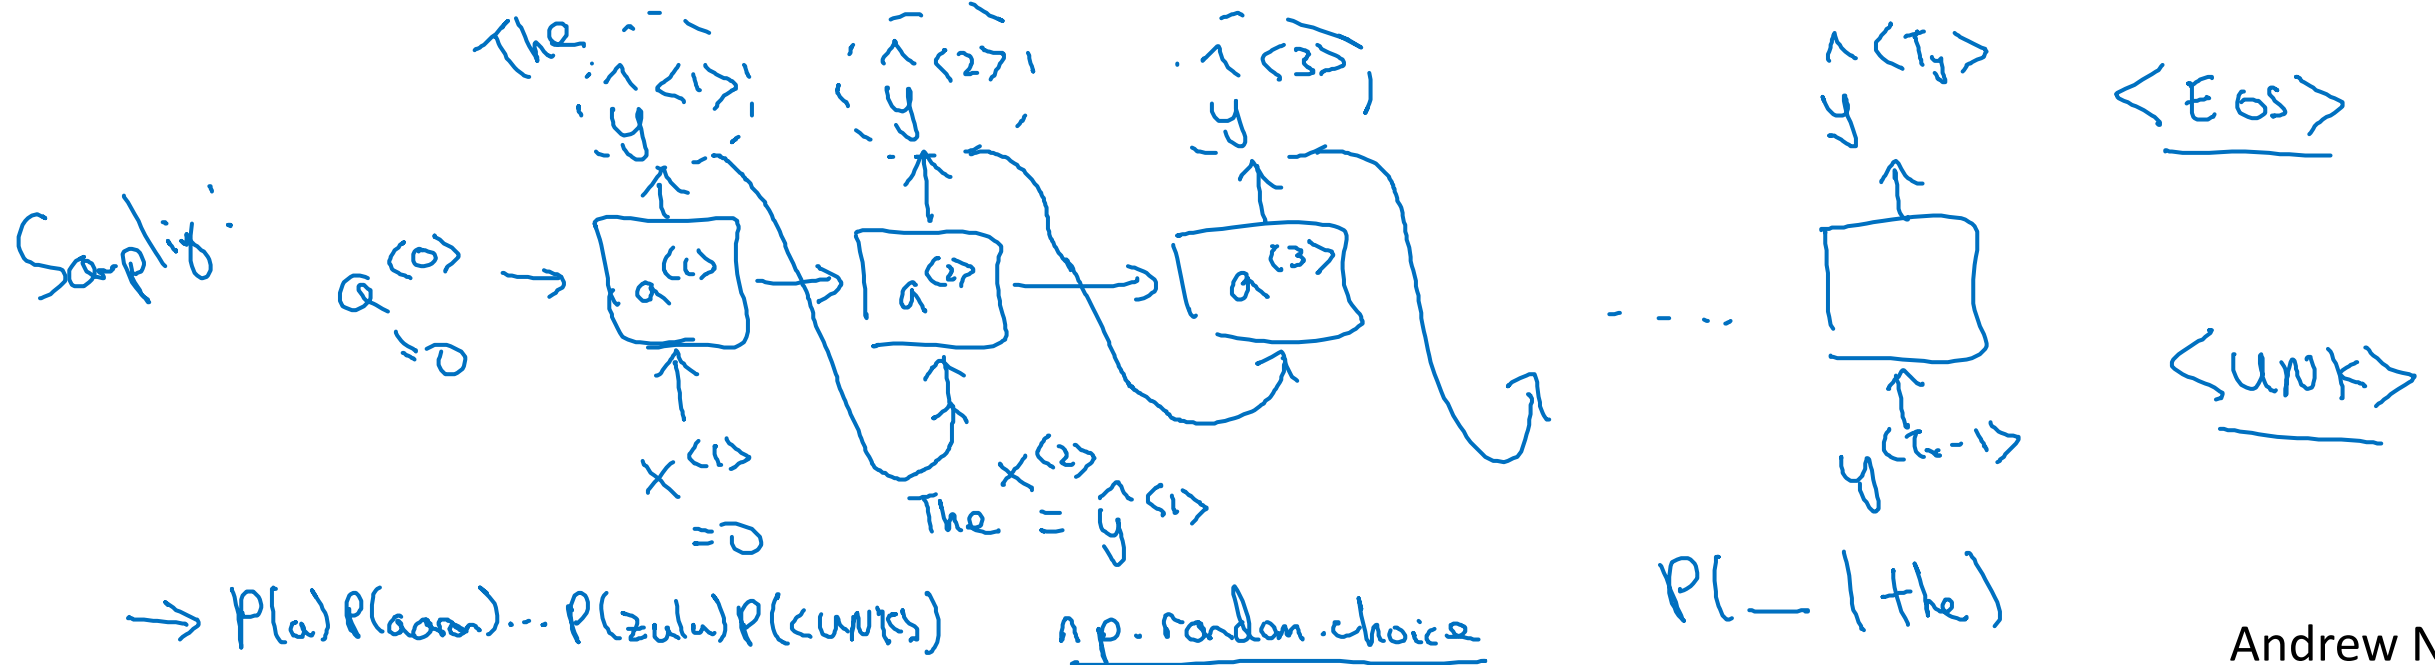 The
ŷ<1> ŷ<2> ŷ<3> ŷ<Ty> <EOS>
Sampling:
a<0> a<1> a<2> a<3>
=0
<UNK>
x<1> x<2> y<Tx-1>
=0 The = ŷ<1>
→ P(a)P(aaron)... P(zulu)P(<UNK>) np.random.choice P(_ | the)
Andrew N